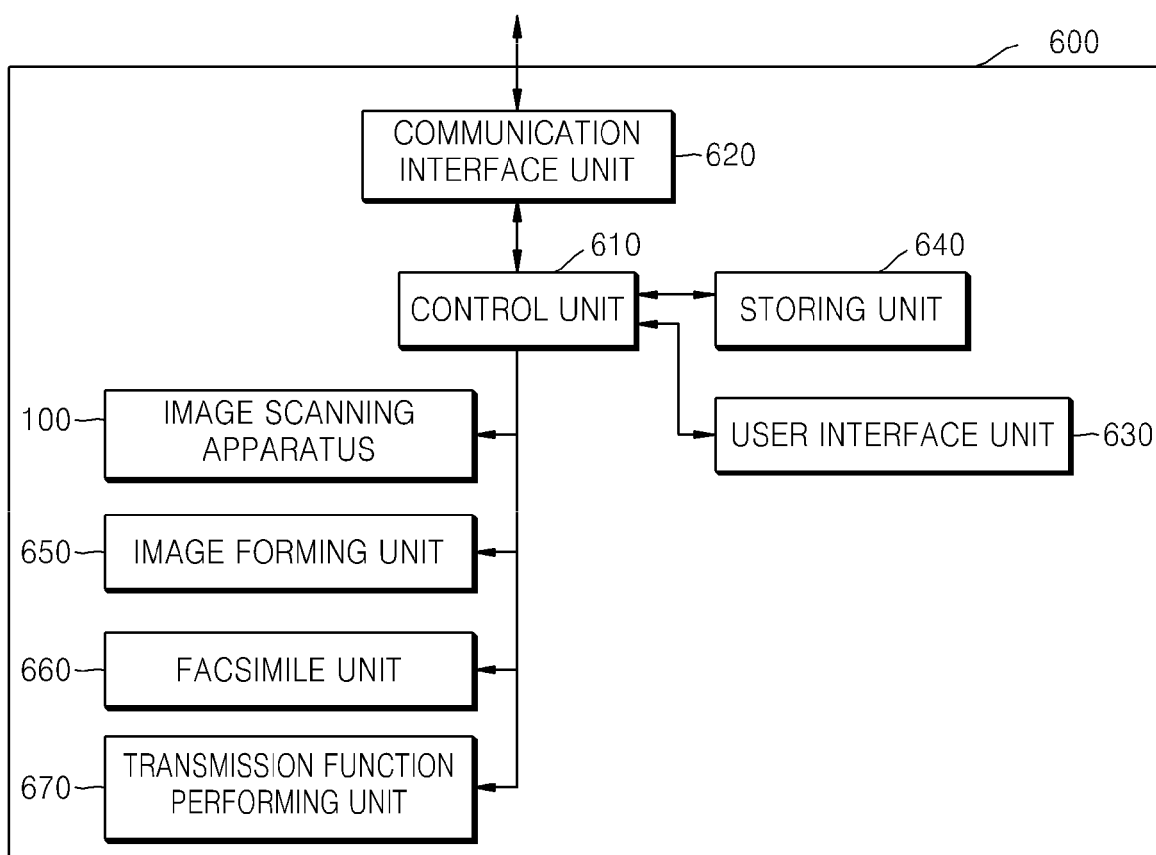 600
COMMUNICATION
INTERFACE UNIT
620
610
640
CONTROL UNIT
STORING UNIT
100
IMAGE SCANNING
APPARATUS
USER INTERFACE UNIT
630
650
IMAGE FORMING UNIT
660
FACSIMILE UNIT
670
TRANSMISSION FUNCTION
PERFORMING UNIT